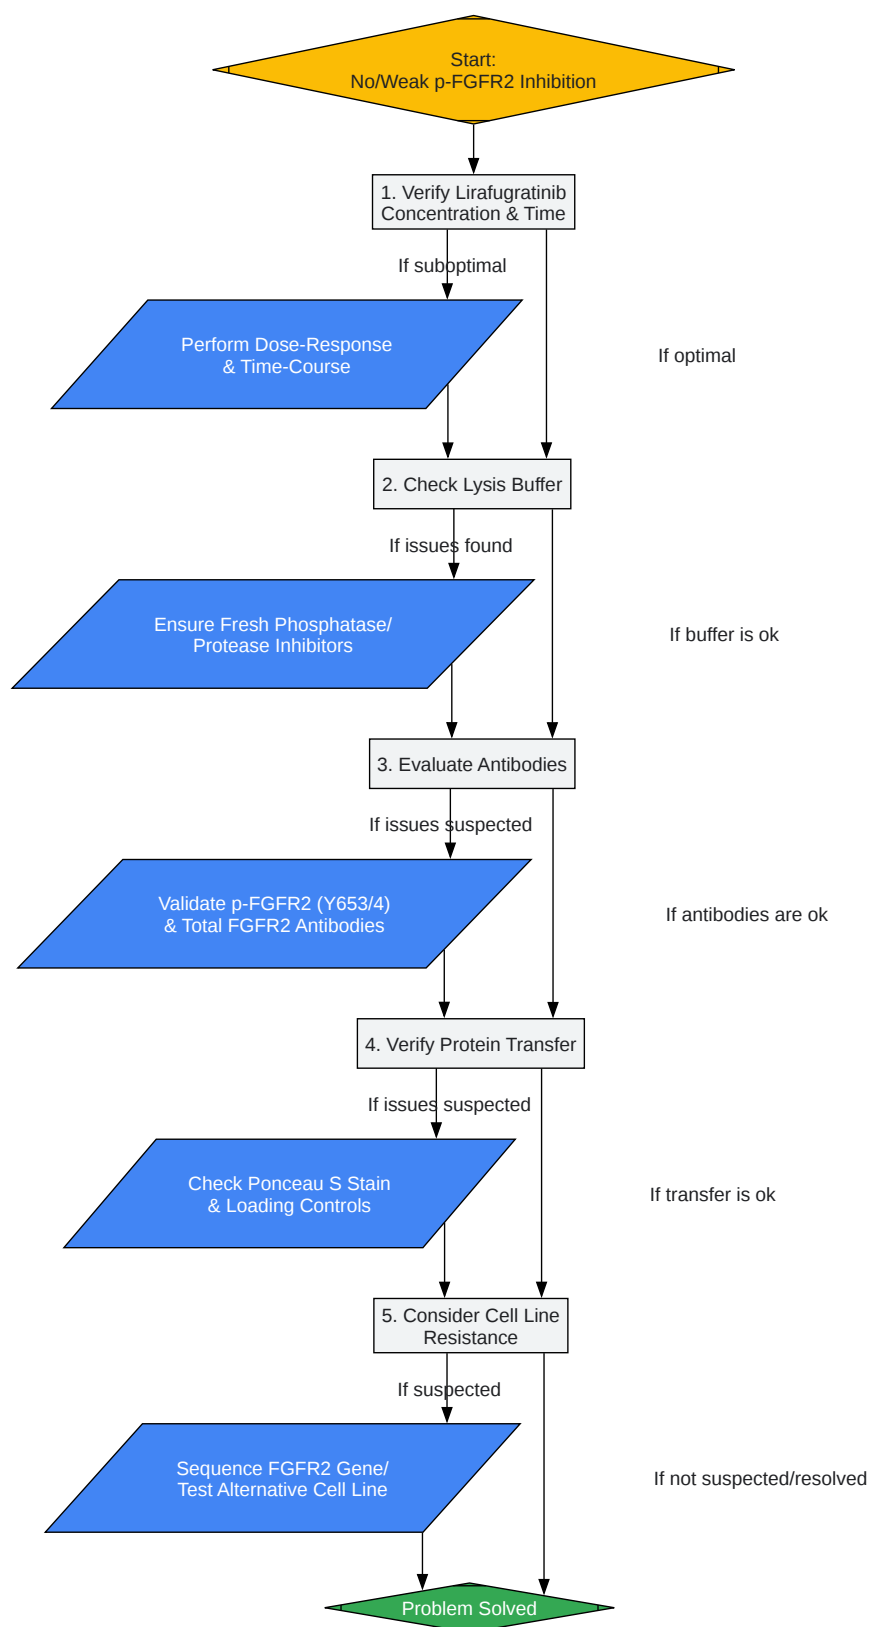 Start:
No/Weak p-FGFR2 Inhibition
1. Verify Lirafugratinib
Concentration & Time
If suboptimal
Perform Dose-Response
& Time-Course
If optimal
2. Check Lysis Buffer
If issues found
Ensure Fresh Phosphatase/
Protease Inhibitors
If buffer is ok
3. Evaluate Antibodies
If issues suspected
Validate p-FGFR2 (Y653/4)
& Total FGFR2 Antibodies
If antibodies are ok
4. Verify Protein Transfer
If issues suspected
Check Ponceau S Stain
& Loading Controls
If transfer is ok
5. Consider Cell Line
Resistance
If suspected
Sequence FGFR2 Gene/
Test Alternative Cell Line
If not suspected/resolved
Problem Solved